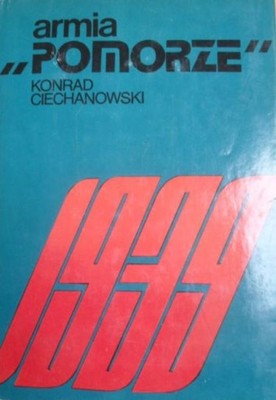 armia
„POMORZE”
KONRAD
CIECHANOWSKI
1939